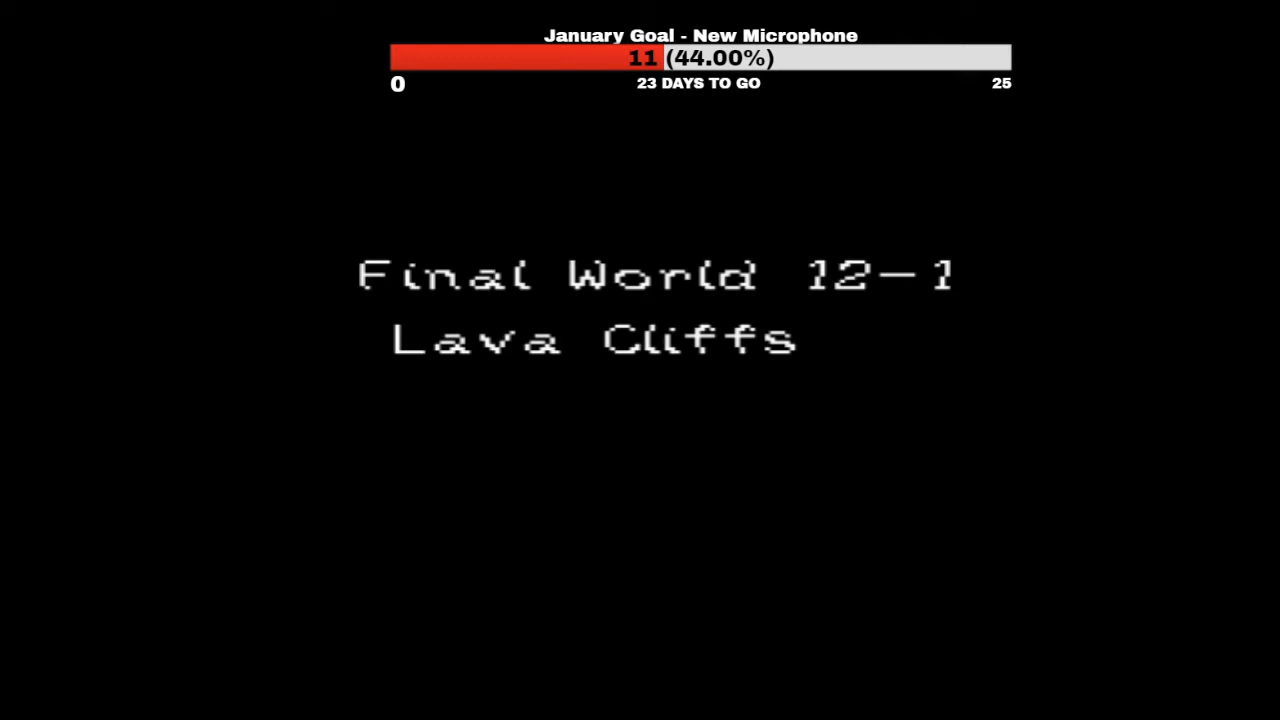 January Goal - New Microphone
11 (44.00%)
0 23 DAYS TO GO 25
Final World 12-1
Lava Cliffs